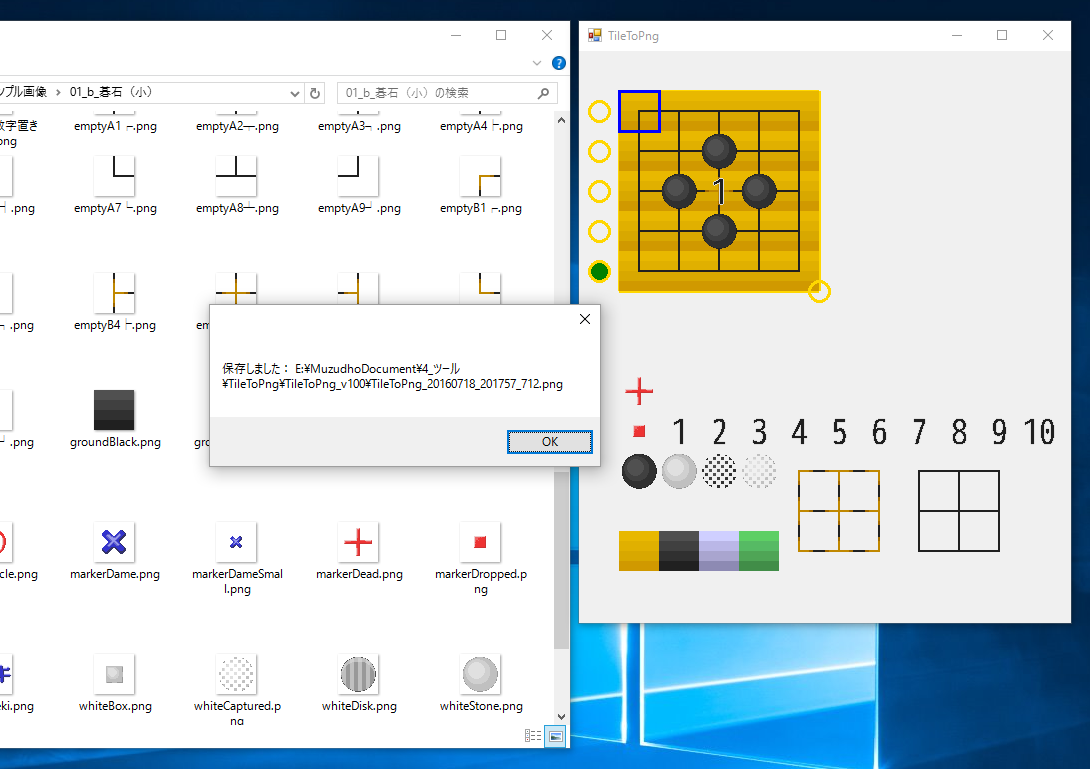 プル画像 › 01_b_碁石（小）
01_b_碁石（小）の検索
数字置き
png
emptyA1 ┌.png
emptyA2─.png
emptyA3┐ .png
emptyA4 ├.png
.png
emptyA7 └.png
emptyA8┴.png
emptyA9┘ .png
emptyB1 ┌.png
.png
emptyB4 ├.png
em
.png
groundBlack.png
gro
cle.png
markerDame.png
markerDameSmal
l.png
markerDead.png
markerDropped.p
ng
ki.png
whiteBox.png
whiteCaptured.p
na
whiteDisk.png
whiteStone.png
保存しました： E:¥MuzudhoDocument¥4_ツール
¥TileToPng¥TileToPng_v100¥TileToPng_20160718_201757_712.png
OK
TileToPng
1
1 2 3 4 5 6 7 8 9 10